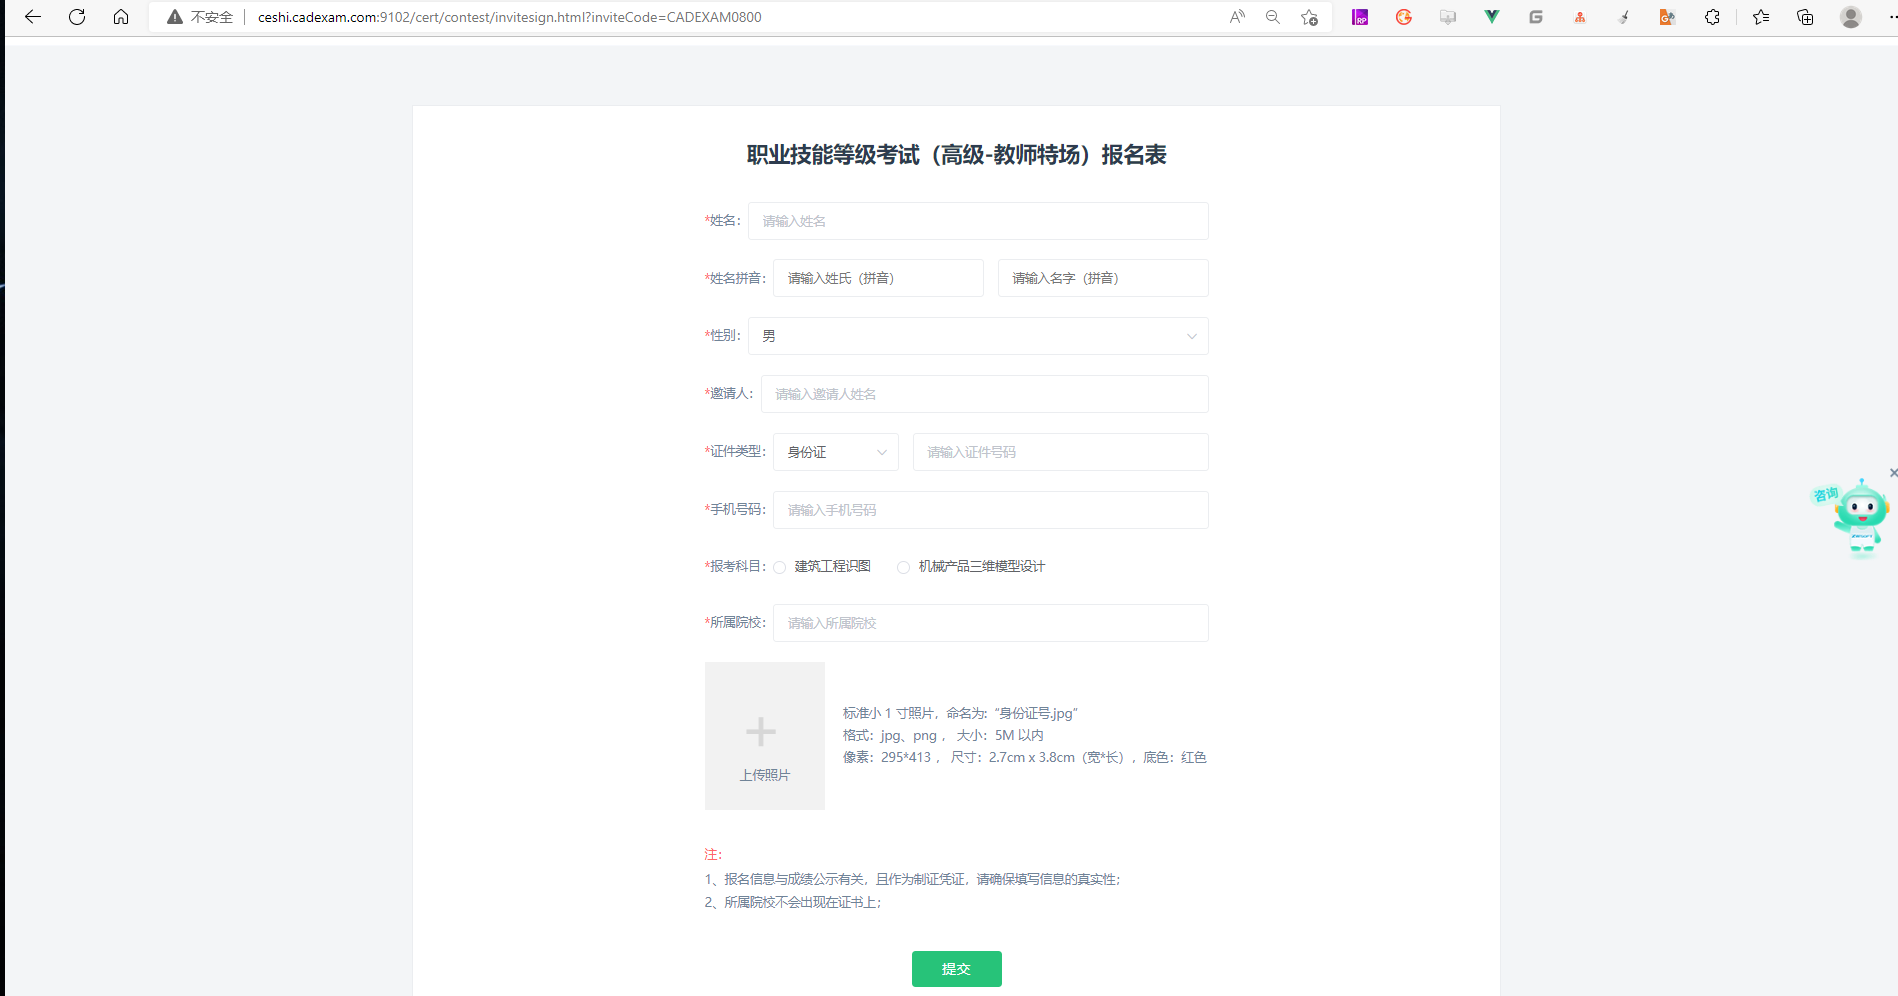 不安全 ceshi.cadexam.com:9102/cert/contest/invitesign.html?inviteCode=CADEXAM0800
职业技能等级考试（高级-教师特场）报名表
*姓名： 请输入姓名
*姓名拼音： 请输入姓氏（拼音） 请输入名字（拼音）
*性别： 男
*邀请人： 请输入邀请人姓名
*证件类型： 身份证 请输入证件号码
咨询
*手机号码： 请输入手机号码
*报考科目： 建筑工程识图 机械产品三维模型设计
*所属院校： 请输入所属院校
标准小 1 寸照片，命名为：“身份证号.jpg”
格式：jpg、png ， 大小：5M 以内
像素：295*413 ， 尺寸：2.7cm x 3.8cm（宽*长），底色：红色
上传照片
注：
1、报名信息与成绩公示有关，且作为制证凭证，请确保填写信息的真实性；
2、所属院校不会出现在证书上；
提交